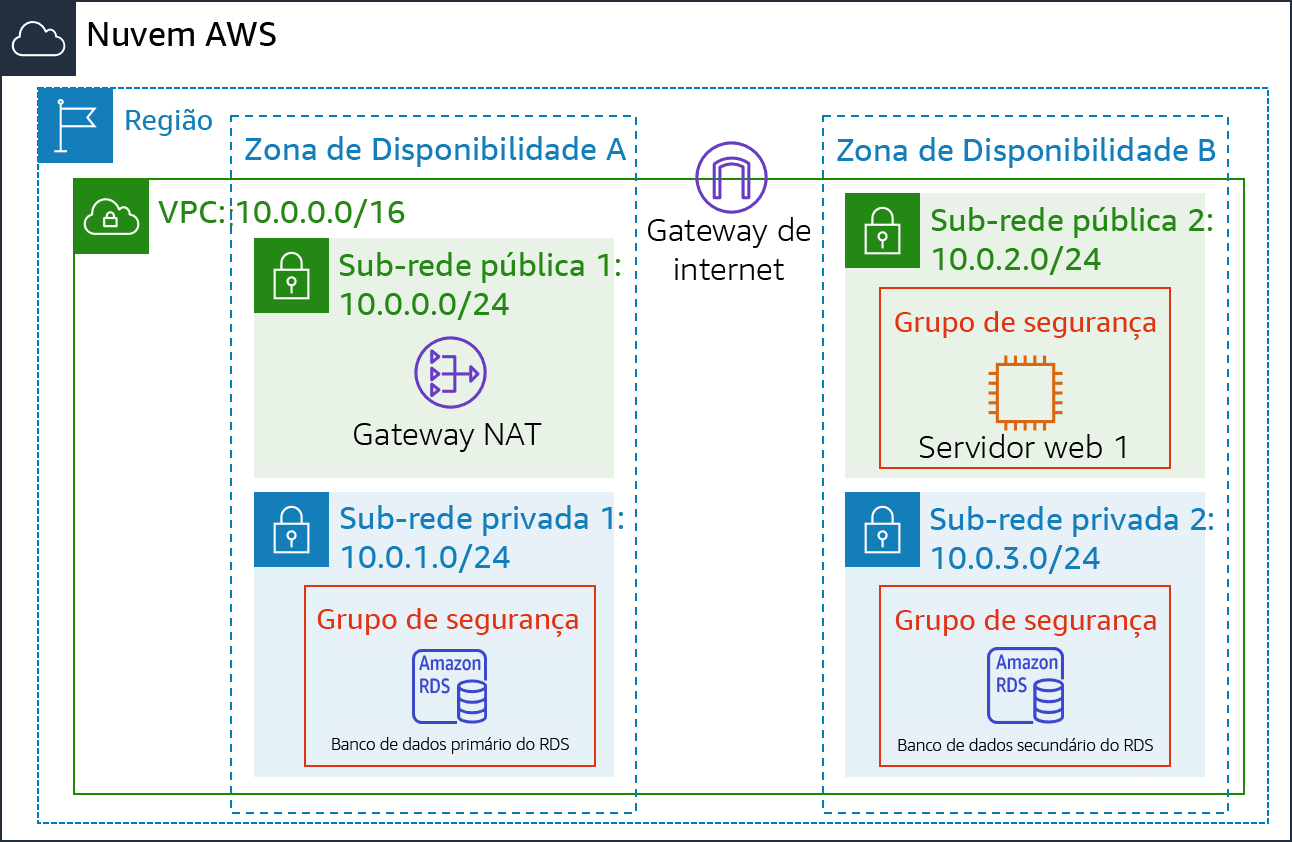 Nuvem AWS
Região
Zona de Disponibilidade A
Zona de Disponibilidade B
VPC: 10.0.0.0/16
Gateway de
internet
Sub-rede pública 1:
10.0.0.0/24
Gateway NAT
Sub-rede pública 2:
10.0.2.0/24
Grupo de segurança
Servidor web 1
Sub-rede privada 1:
10.0.1.0/24
Grupo de segurança
Amazon
RDS
Banco de dados primário do RDS
Sub-rede privada 2:
10.0.3.0/24
Grupo de segurança
Amazon
RDS
Banco de dados secundário do RDS